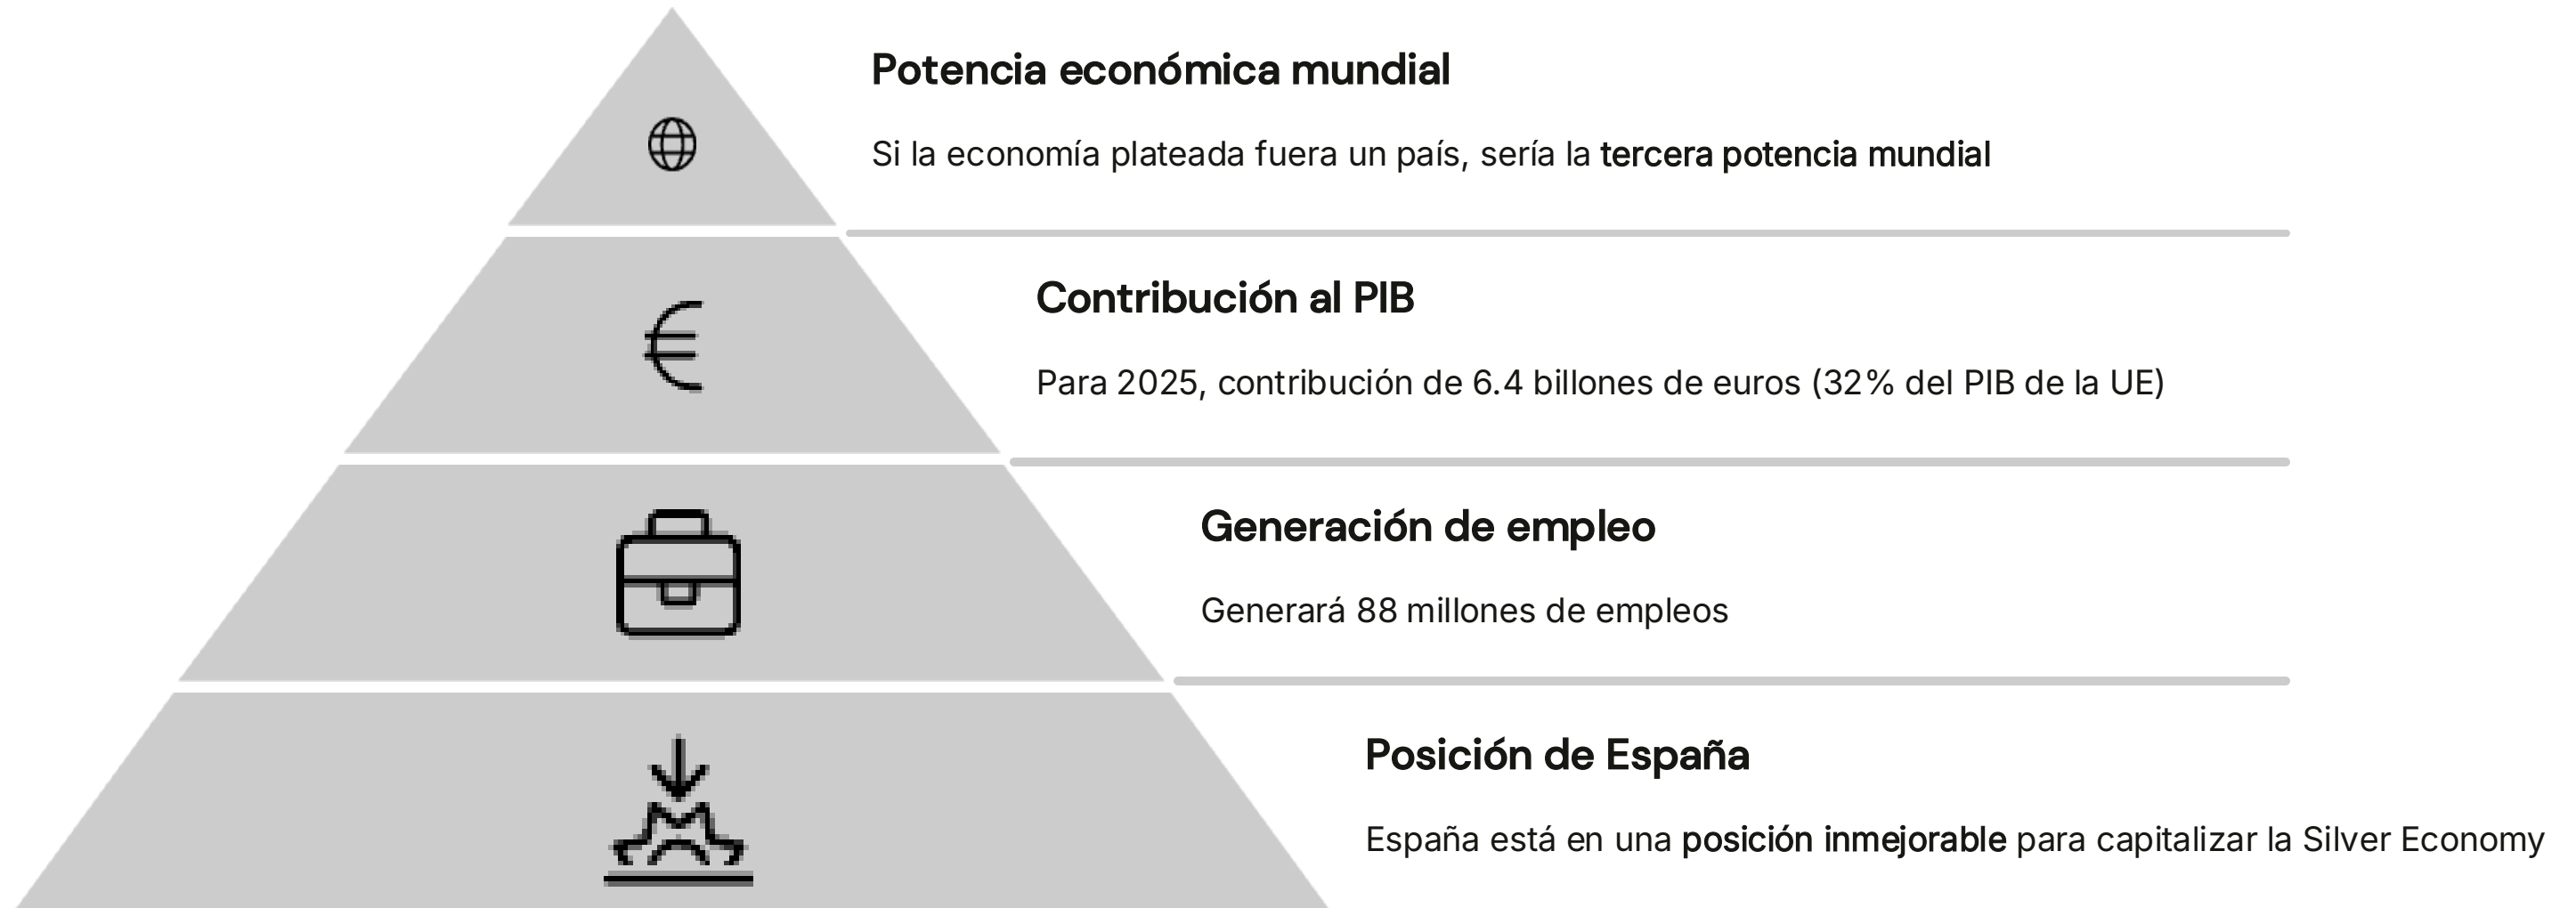 Potencia económica mundial
Si la economía plateada fuera un país, sería la tercera potencia mundial
Contribución al PIB
Para 2025, contribución de 6.4 billones de euros (32% del PIB de la UE)
Generación de empleo
Generará 88 millones de empleos
Posición de España
España está en una posición inmejorable para capitalizar la Silver Economy